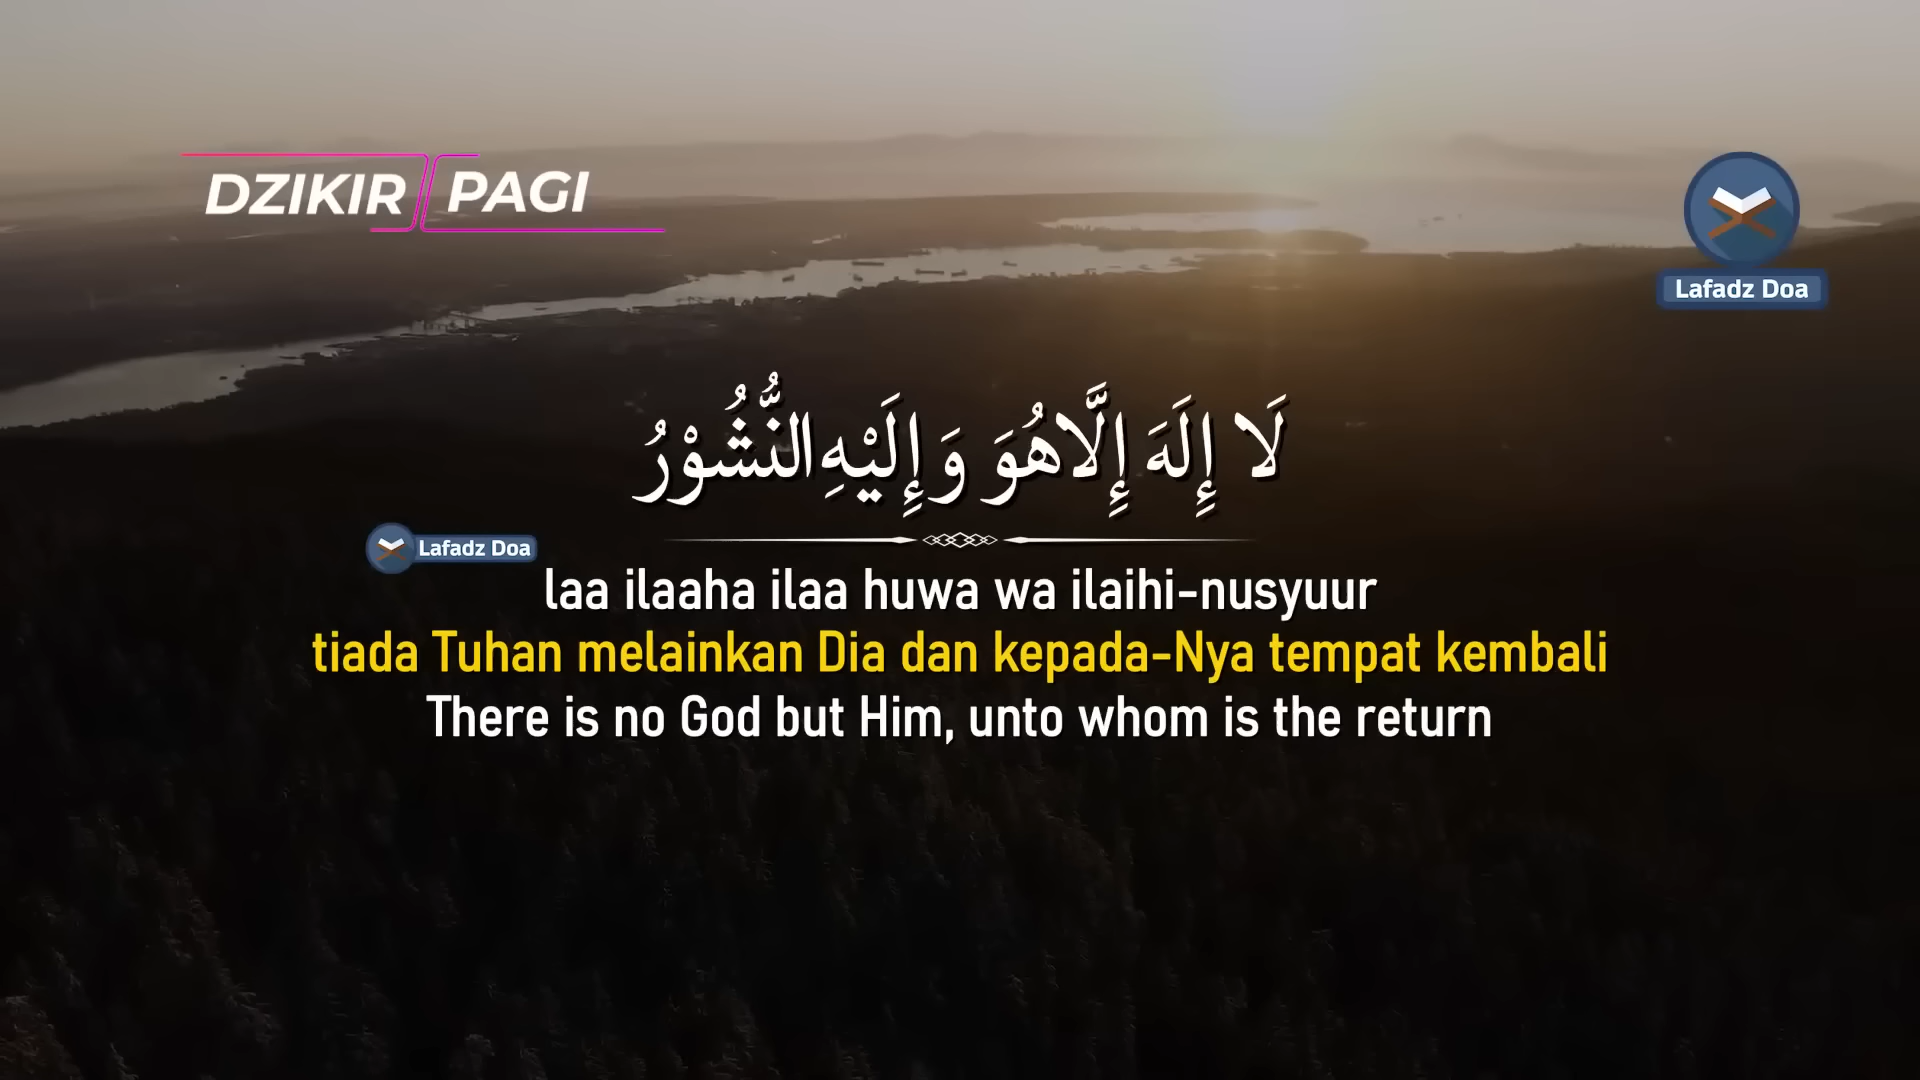 DZIKIR PAGI
Lafadz Doa
لَا إِلَهَ إِلَّاهُوَ وَإِلَيْهِ النُّشُوْرُ
Lafadz Doa
laa ilaaha ilaa huwa wa ilaihi-nusyuur
tiada Tuhan melainkan Dia dan kepada-Nya tempat kembali
There is no God but Him, unto whom is the return